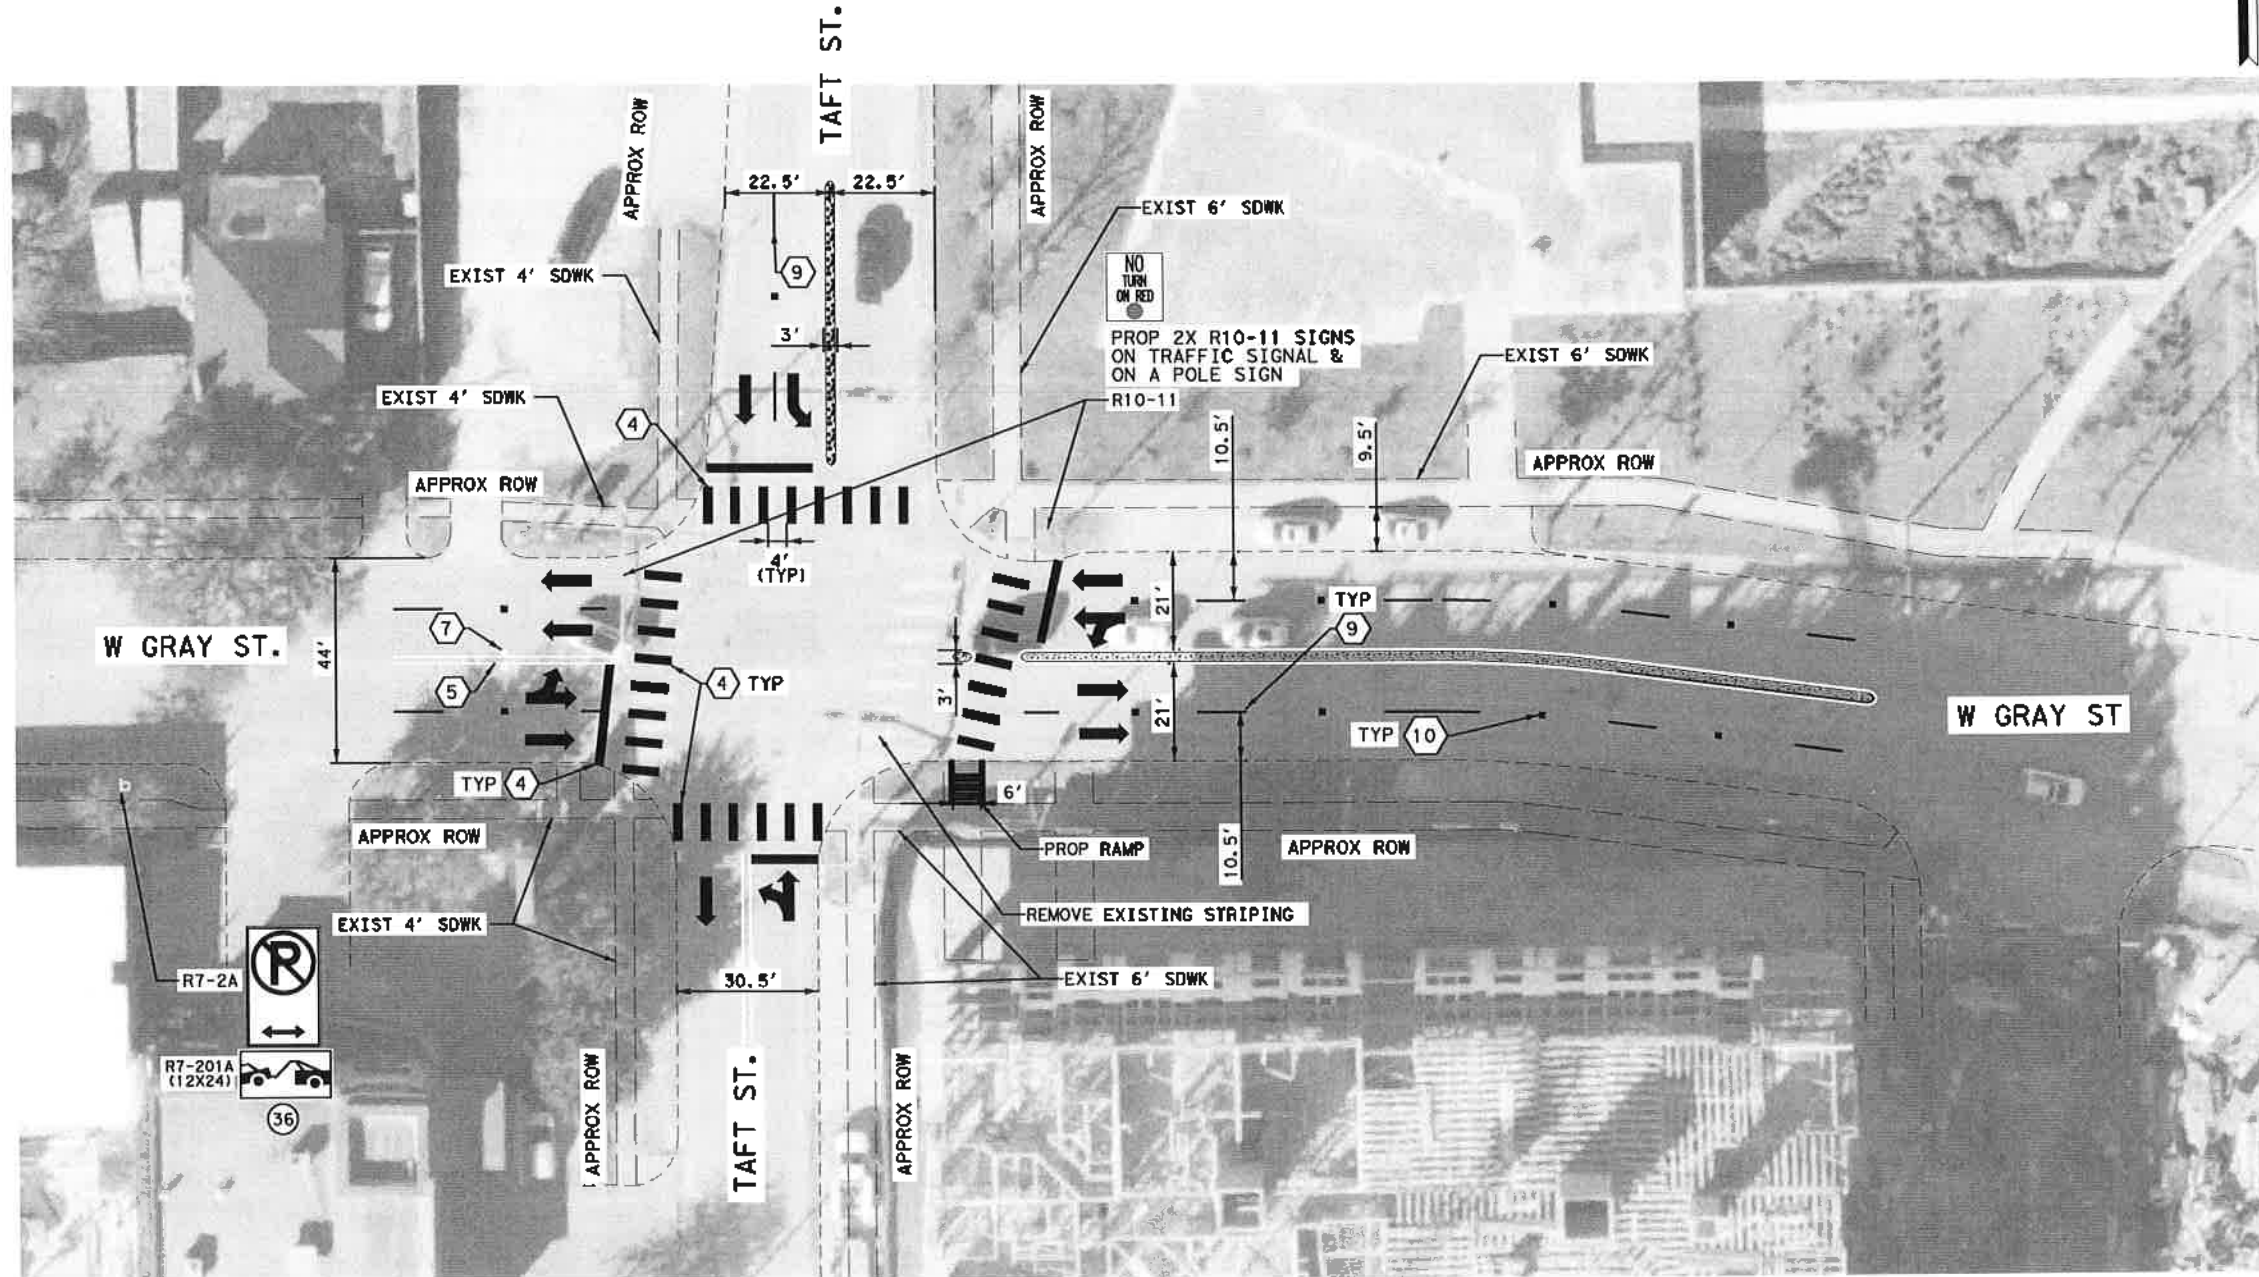 TAFT ST.
APPROX ROW
APPROX ROW
22.5'
22.5'
EXIST 6' SDWK
EXIST 4' SDWK
9
NO
TURN
ON RED
3'
PROP 2X R10-11 SIGNS
ON TRAFFIC SIGNAL &
ON A POLE SIGN
EXIST 6' SDWK
EXIST 4' SDWK
R10-11
4
10.5'
9.5'
APPROX ROW
APPROX ROW
4'
(TYP)
21'
TYP
9
7
W GRAY ST.
44'
5
4 TYP
3'
21'
W GRAY ST
TYP 10
TYP 4
6'
APPROX ROW
PROP RAMP
10.5'
APPROX ROW
EXIST 4' SDWK
REMOVE EXISTING STRIPING
P
R7-2A
30.5'
EXIST 6' SDWK
R7-201A
(12X24)
36
APPROX ROW
TAFT ST.
APPROX ROW